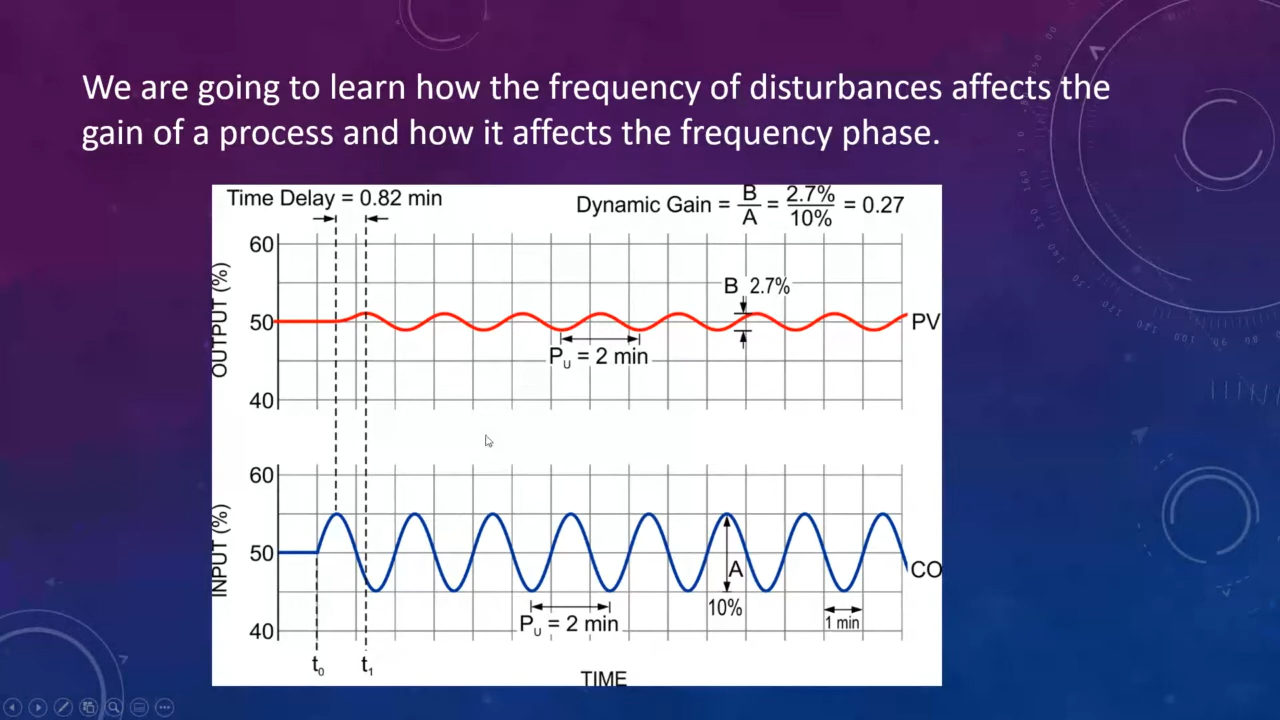 We are going to learn how the frequency of disturbances affects the
gain of a process and how it affects the frequency phase.
Time Delay = 0.82 min
Dynamic Gain = B/A = 2.7%/10% = 0.27
60
OUTPUT (%)
B 2.7%
50
PV
Pᵤ = 2 min
40
60
INPUT (%)
50
A
CO
10%
Pᵤ = 2 min
1 min
40
t₀
t₁
TIME